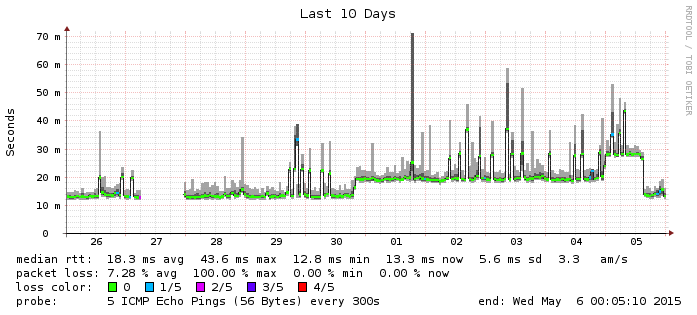 Last 10 Days
RRDTOOL / TOBI OETIKER
Seconds
70 m
60 m
50 m
40 m
30 m
20 m
10 m
0
26 27 28 29 30 01 02 03 04 05
median rtt: 18.3 ms avg 43.6 ms max 12.8 ms min 13.3 ms now 5.6 ms sd 3.3 am/s
packet loss: 7.28 % avg 100.00 % max 0.00 % min 0.00 % now
loss color: 0 1/5 2/5 3/5 4/5
probe: 5 ICMP Echo Pings (56 Bytes) every 300s end: Wed May 6 00:05:10 2015